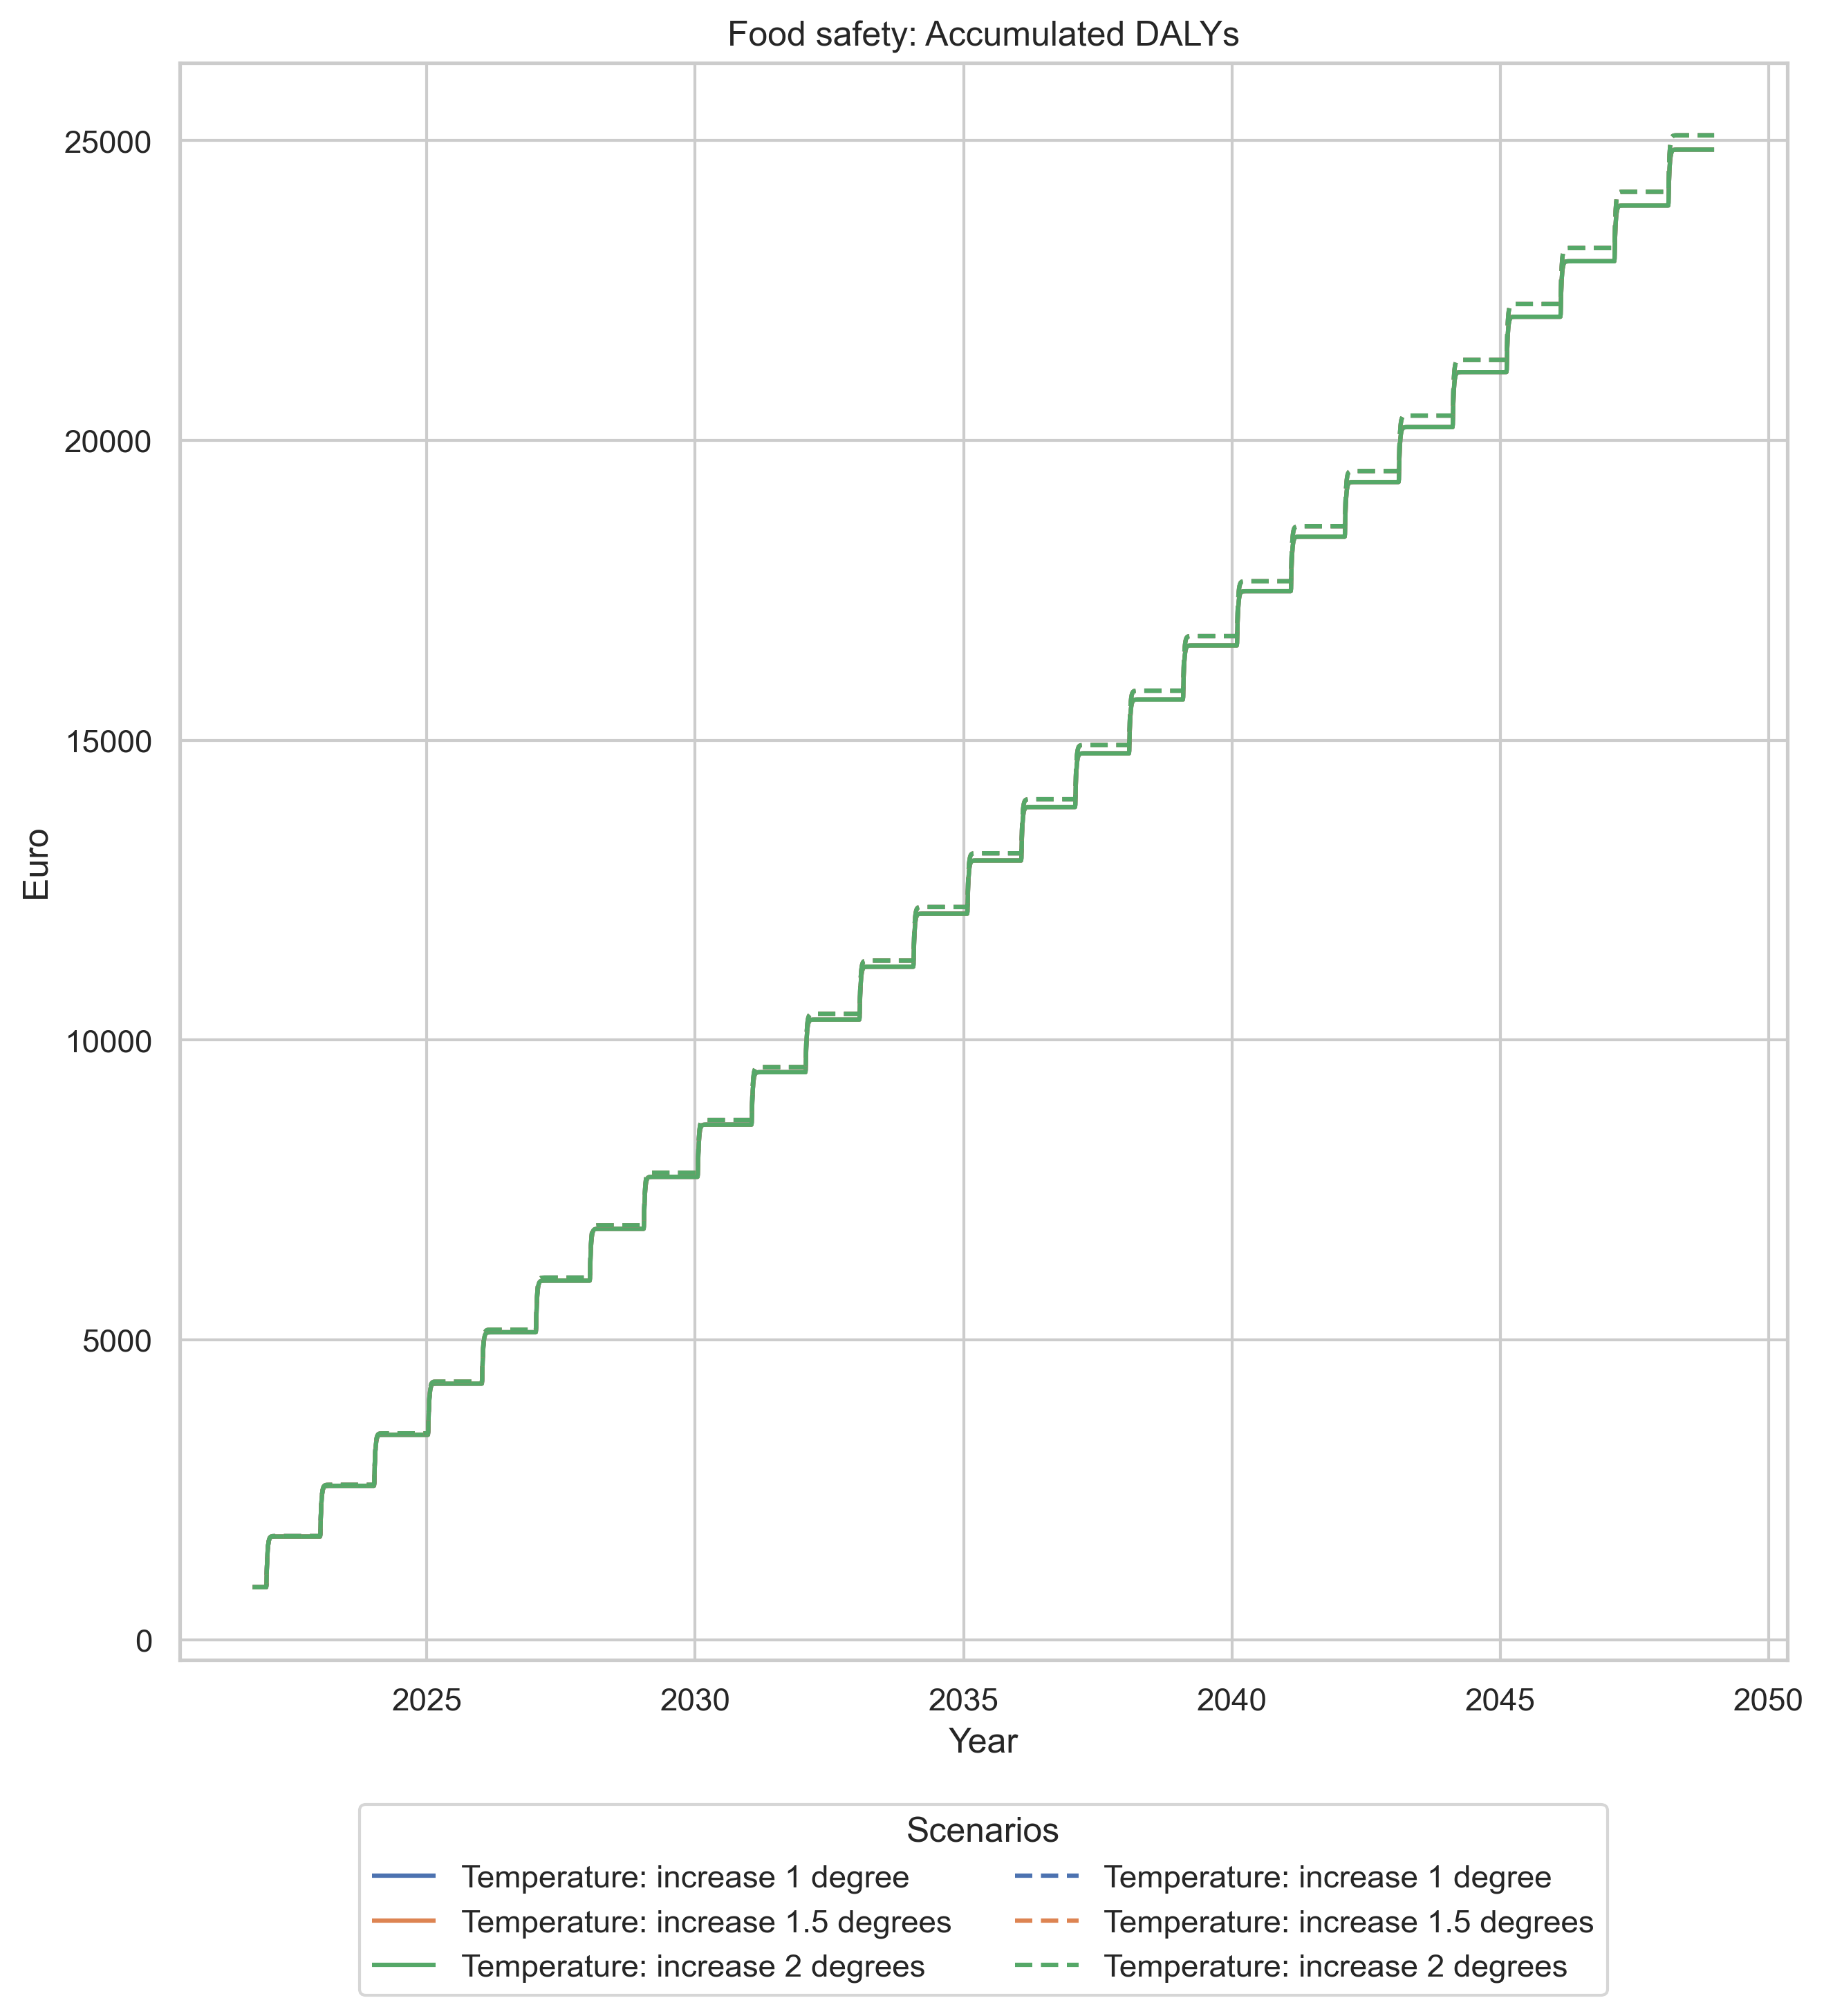 Food safety: Accumulated DALYs
25000
20000
15000
10000
5000
0
Euro
2025 2030 2035 2040 2045 2050
Year
Scenarios
Temperature: increase 1 degree Temperature: increase 1 degree
Temperature: increase 1.5 degrees Temperature: increase 1.5 degrees
Temperature: increase 2 degrees Temperature: increase 2 degrees